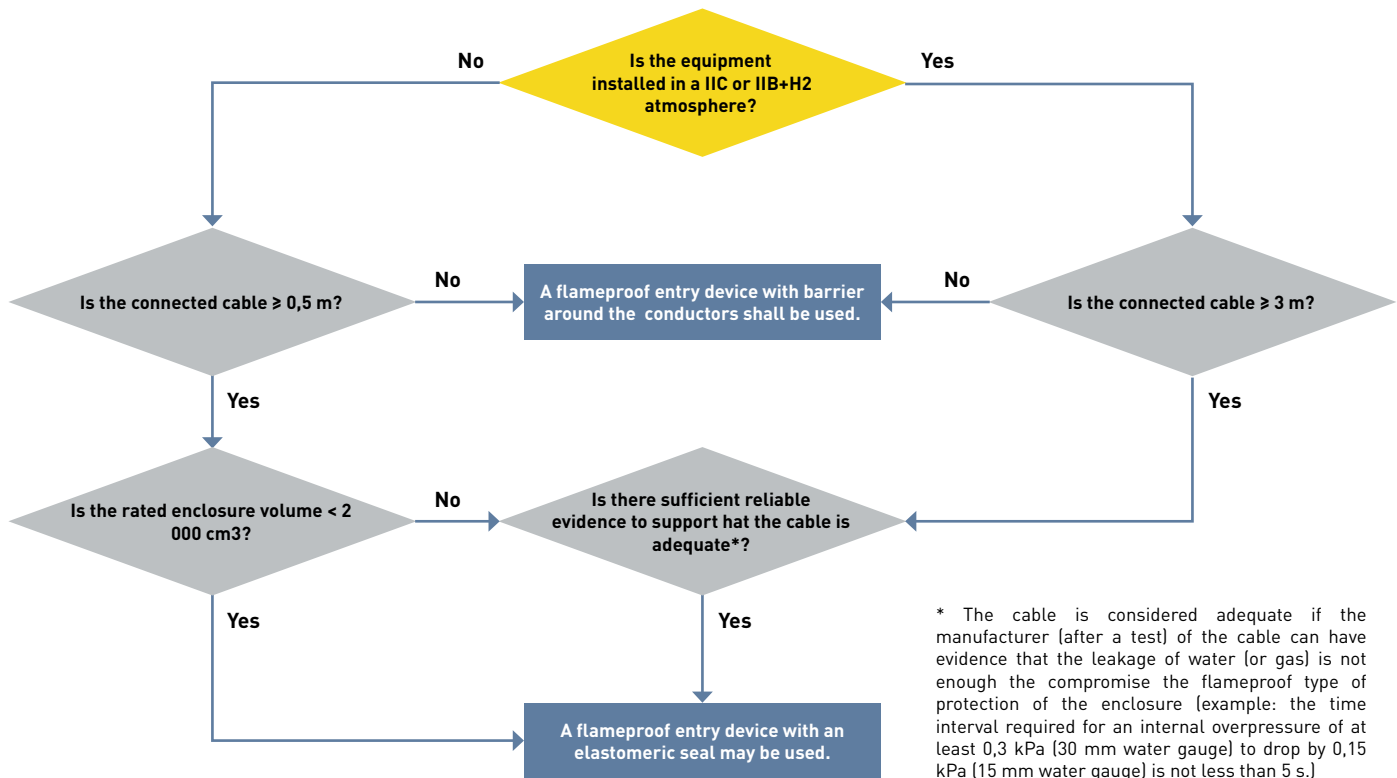 Is the equipment
installed in a IIC or IIB+H2
atmosphere?
No
Yes
Is the connected cable ≥ 0,5 m?
No
A flameproof entry device with barrier
around the conductors shall be used.
No
Is the connected cable ≥ 3 m?
Yes
Yes
Is the rated enclosure volume < 2
000 cm3?
No
Is there sufficient reliable
evidence to support hat the cable is
adequate*?
Yes
Yes
A flameproof entry device with an
elastomeric seal may be used.
* The cable is considered adequate if the
manufacturer (after a test) of the cable can have
evidence that the leakage of water (or gas) is not
enough the compromise the flameproof type of
protection of the enclosure (example: the time
interval required for an internal overpressure of at
least 0,3 kPa (30 mm water gauge) to drop by 0,15
kPa (15 mm water gauge) is not less than 5 s.)